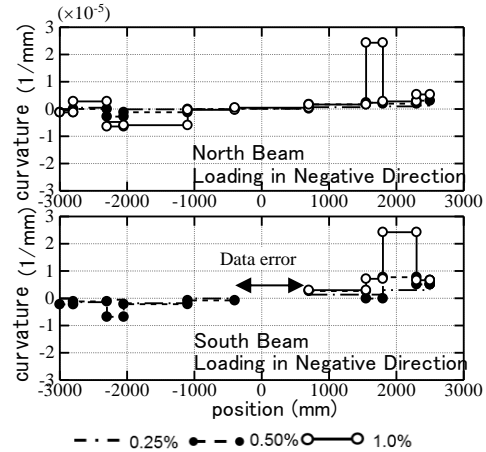 (×10⁻⁵)
curvature (1/mm)
3
2
1
0
-1
-2
-3
North Beam
Loading in Negative Direction
-3000 -2000 -1000 0 1000 2000 3000
curvature (1/mm)
3
2
1
0
-1
-2
-3
Data error
South Beam
Loading in Negative Direction
-3000 -2000 -1000 0 1000 2000 3000
position (mm)
0.25% 0.50% 1.0%